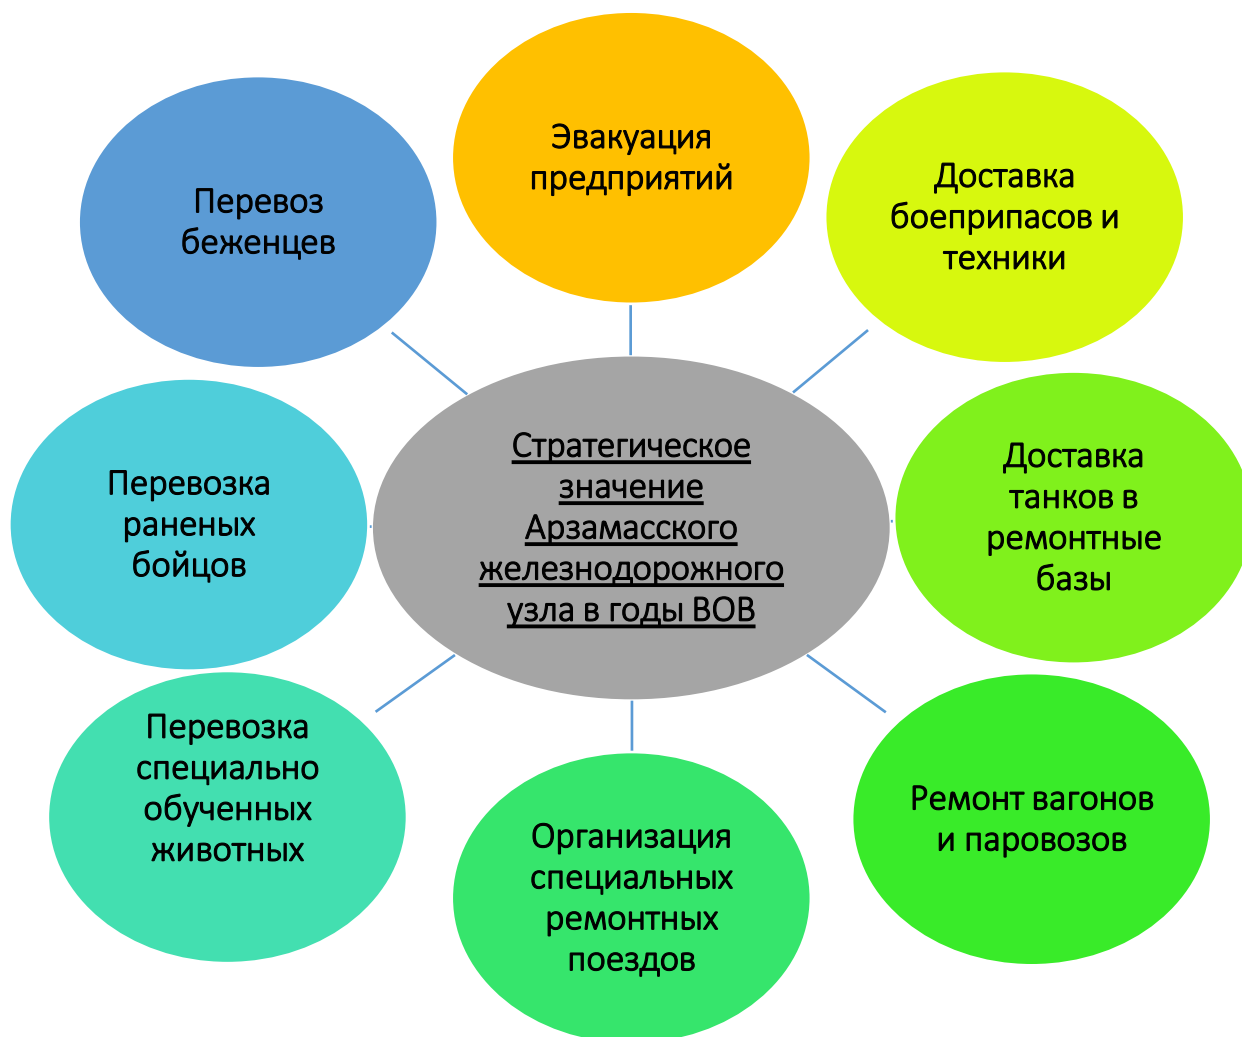 Эвакуация
предприятий
Доставка
боеприпасов и
техники
Доставка
танков в
ремонтные
базы
Ремонт вагонов
и паровозов
Организация
специальных
ремонтных
поездов
Перевозка
специально
обученных
животных
Перевозка
раненых
бойцов
Перевоз
беженцев
Стратегическое
значение
Арзамасского
железнодорожного
узла в годы ВОВ